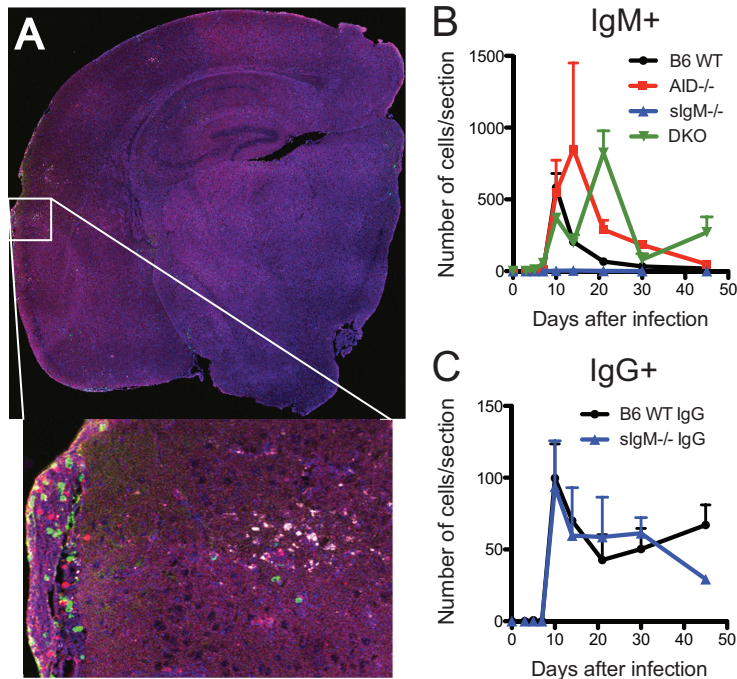 A
B
IgM+
Number of cells/section
1500
1000
500
0
B6 WT
AID-/-
sIgM-/-
DKO
0 10 20 30 40 50
Days after infection
C
IgG+
Number of cells/section
150
100
50
0
B6 WT IgG
sIgM-/- IgG
0 10 20 30 40 50
Days after infection